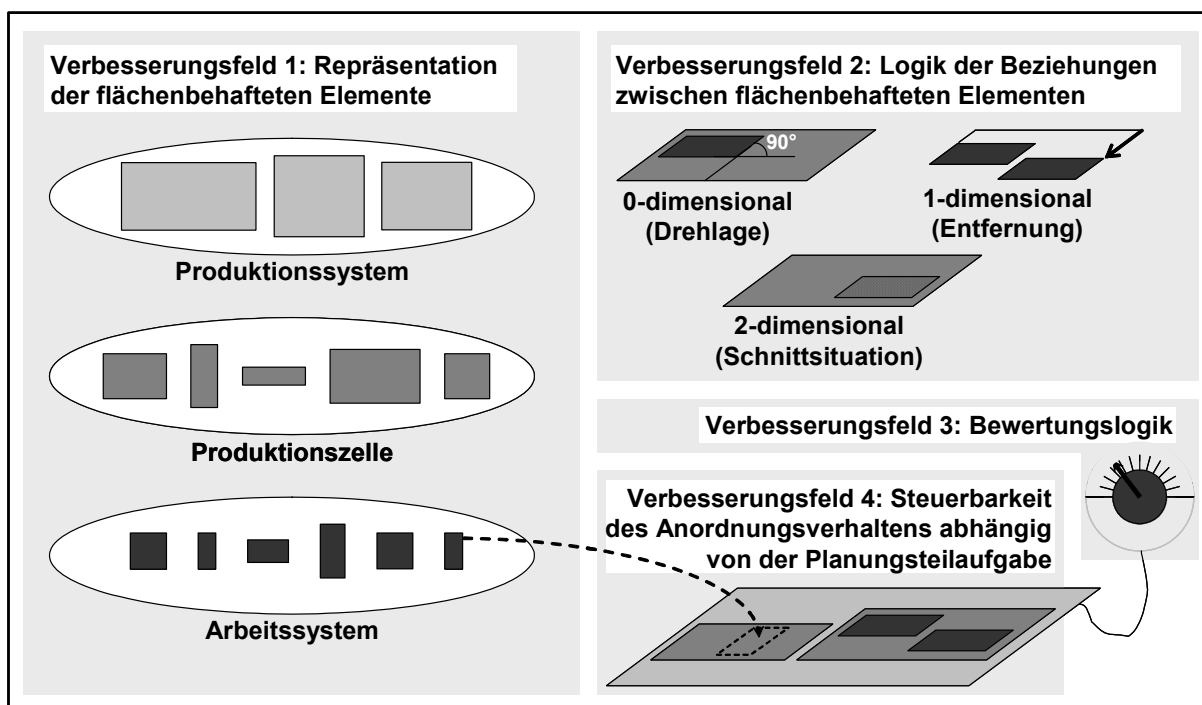 Verbesserungsfeld 1: Repräsentation
der flächenbehafteten Elemente
Produktionssystem
Produktionszelle
Arbeitssystem
Verbesserungsfeld 2: Logik der Beziehungen
zwischen flächenbehafteten Elementen
90°
0-dimensional
(Drehlage)
1-dimensional
(Entfernung)
2-dimensional
(Schnittsituation)
Verbesserungsfeld 3: Bewertungslogik
Verbesserungsfeld 4: Steuerbarkeit
des Anordnungsverhaltens abhängig
von der Planungsteilaufgabe